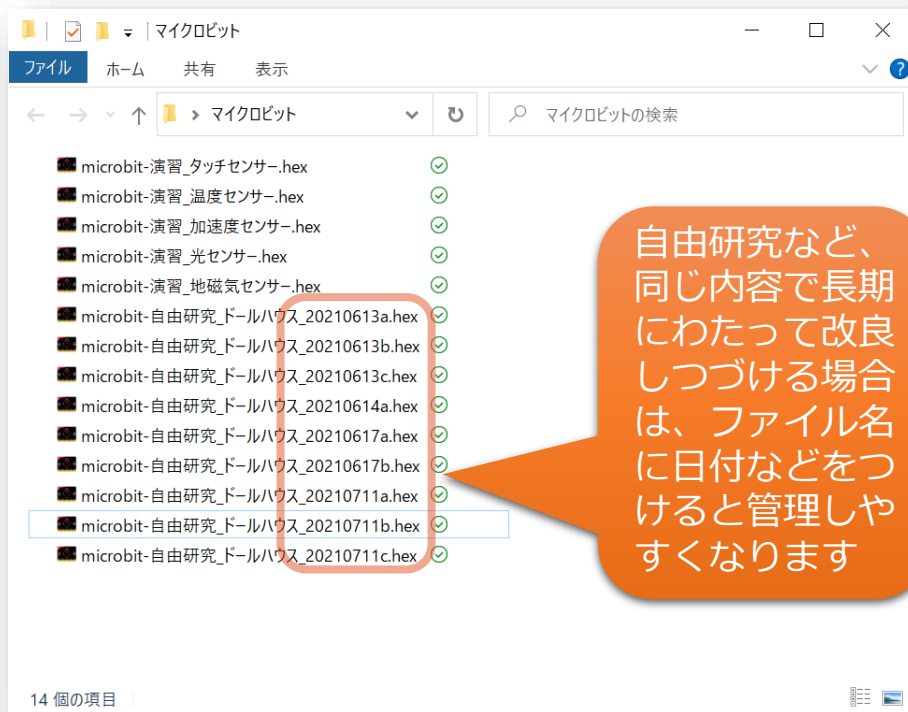 マイクロビット
ファイル ホーム 共有 表示
マイクロビット マイクロビットの検索
microbit-演習_タッチセンサー.hex
microbit-演習_温度センサー.hex
microbit-演習_加速度センサー.hex
microbit-演習_光センサー.hex
microbit-演習_地磁気センサー.hex
microbit-自由研究_ドールハウス_20210613a.hex
microbit-自由研究_ドールハウス_20210613b.hex
microbit-自由研究_ドールハウス_20210613c.hex
microbit-自由研究_ドールハウス_20210614a.hex
microbit-自由研究_ドールハウス_20210617a.hex
microbit-自由研究_ドールハウス_20210617b.hex
microbit-自由研究_ドールハウス_20210711a.hex
microbit-自由研究_ドールハウス_20210711b.hex
microbit-自由研究_ドールハウス_20210711c.hex
自由研究など、
同じ内容で長期
にわたって改良
しつづける場合
は、ファイル名
に日付などをつ
けると管理しや
すくなります
14 個の項目